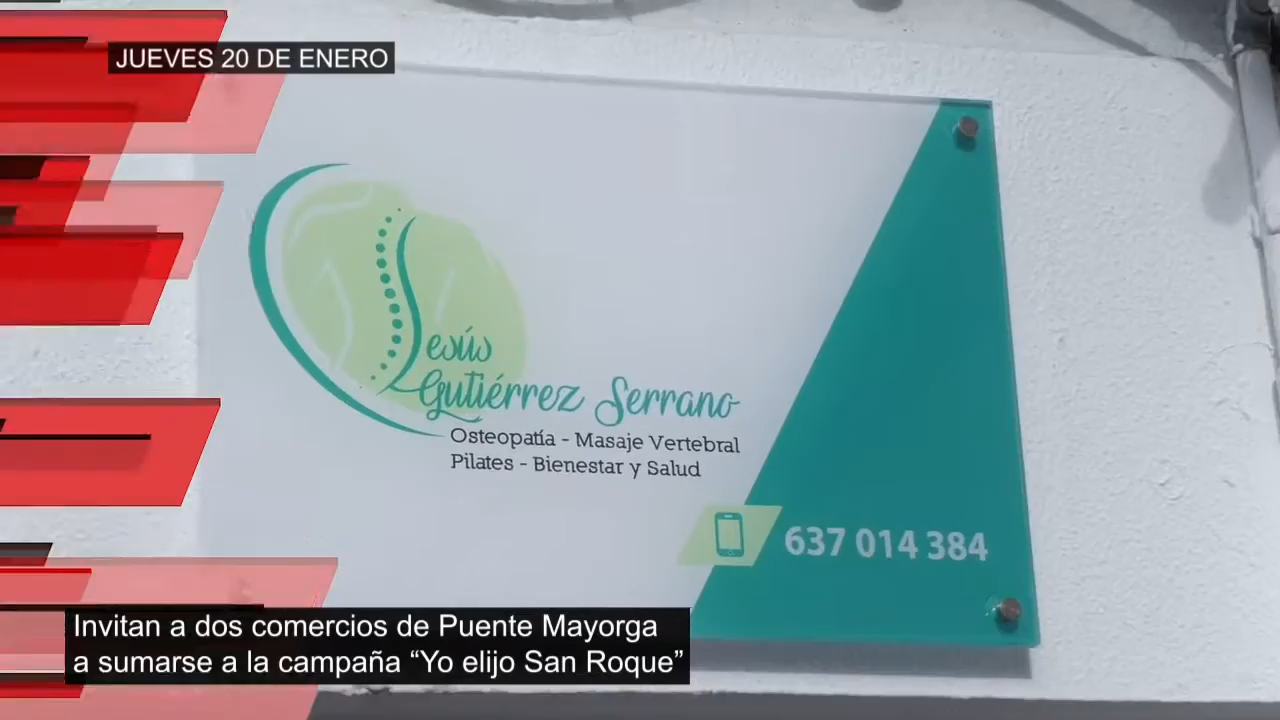 JUEVES 20 DE ENERO
Jesús
Gutiérrez Serrano
Osteopatía - Masaje Vertebral
Pilates - Bienestar y Salud
637 014 384
Invitan a dos comercios de Puente Mayorga
a sumarse a la campaña “Yo elijo San Roque”